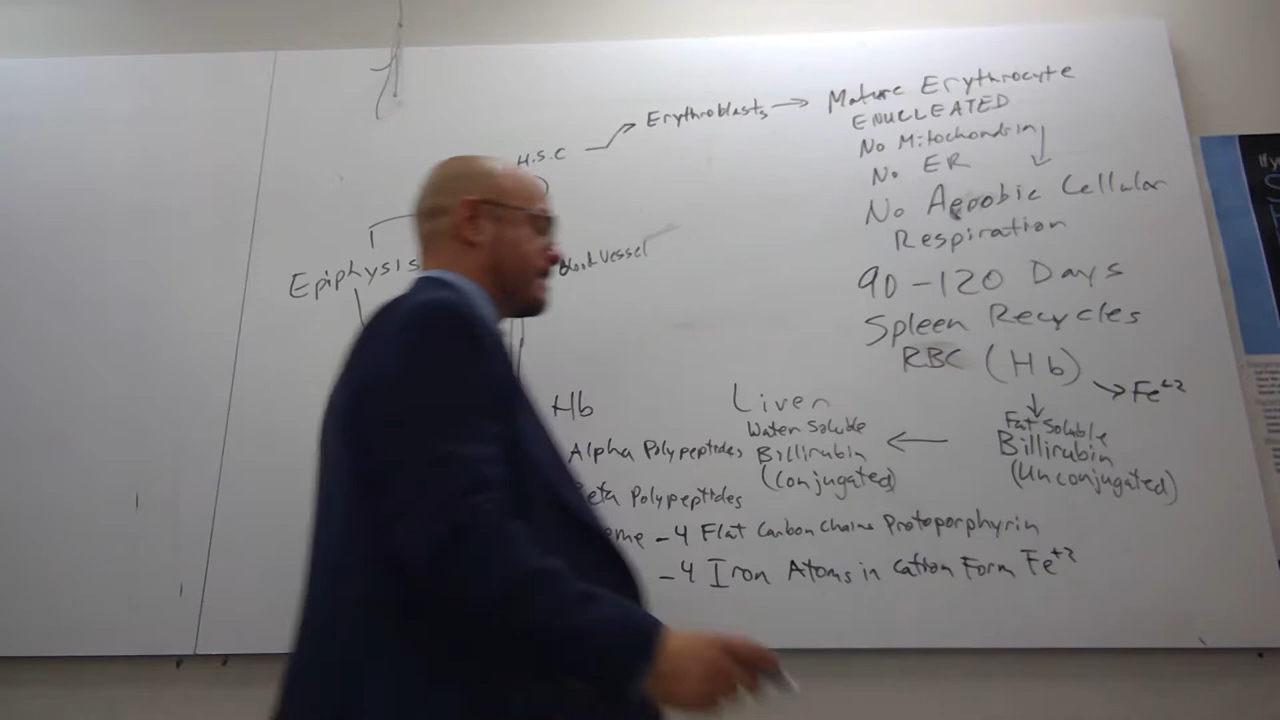 H.S.C
Erythroblasts
Mature Erythrocyte
ENUCLEATED
No Mitochondria
No ER
No Aerobic Cellular
Respiration
90-120 Days
Spleen Recycles
RBC (Hb)
Fe+2
Fat Soluble
Billirubin
(Unconjugated)
Epiphysis
Vessel
Liver
Water Soluble
Billirubin
(Conjugated)
Hb
Alpha Polypeptides
Polypeptides
-4 Flat Carbon Chains Protoporphyrin
-4 Iron Atoms in Cation Form Fe+2